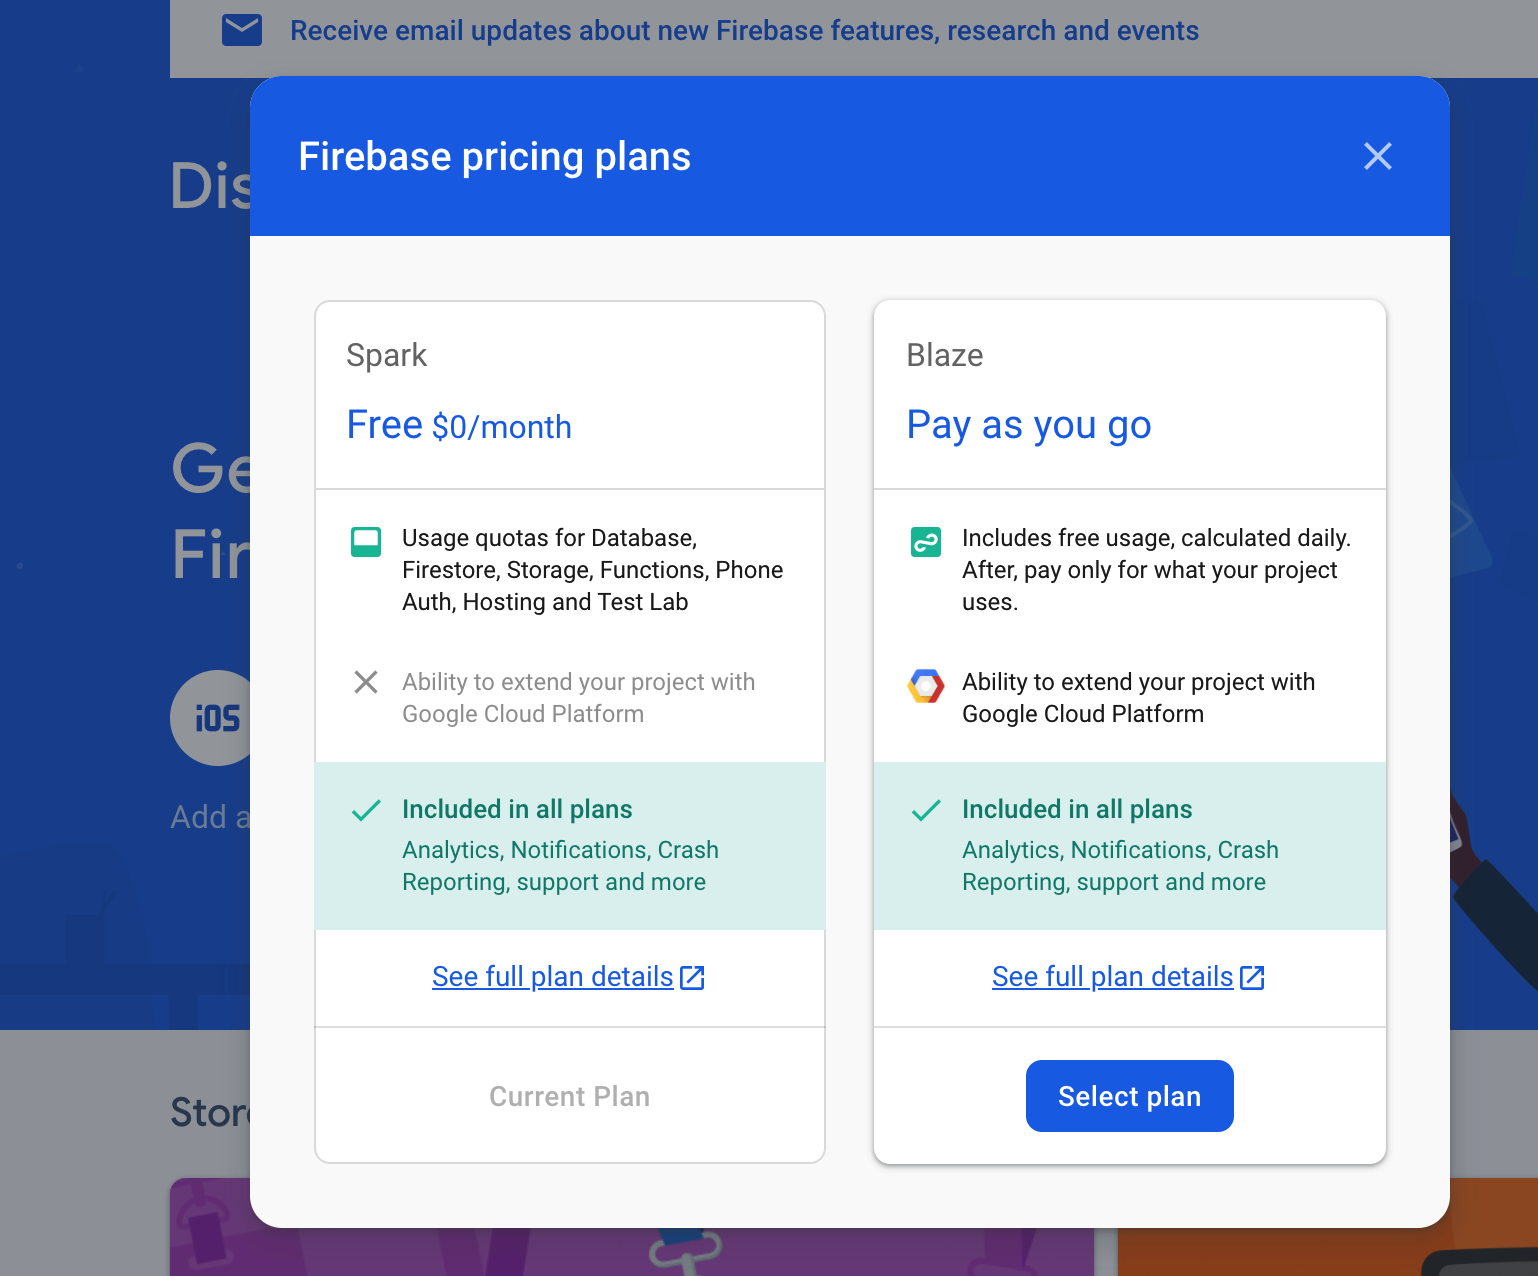 Receive email updates about new Firebase features, research and events
Firebase pricing plans
Spark
Free $0/month
Usage quotas for Database,
Firestore, Storage, Functions, Phone
Auth, Hosting and Test Lab
Ability to extend your project with
Google Cloud Platform
Included in all plans
Analytics, Notifications, Crash
Reporting, support and more
See full plan details
Current Plan
Blaze
Pay as you go
Includes free usage, calculated daily.
After, pay only for what your project
uses.
Ability to extend your project with
Google Cloud Platform
Included in all plans
Analytics, Notifications, Crash
Reporting, support and more
See full plan details
Select plan
iOS
Add